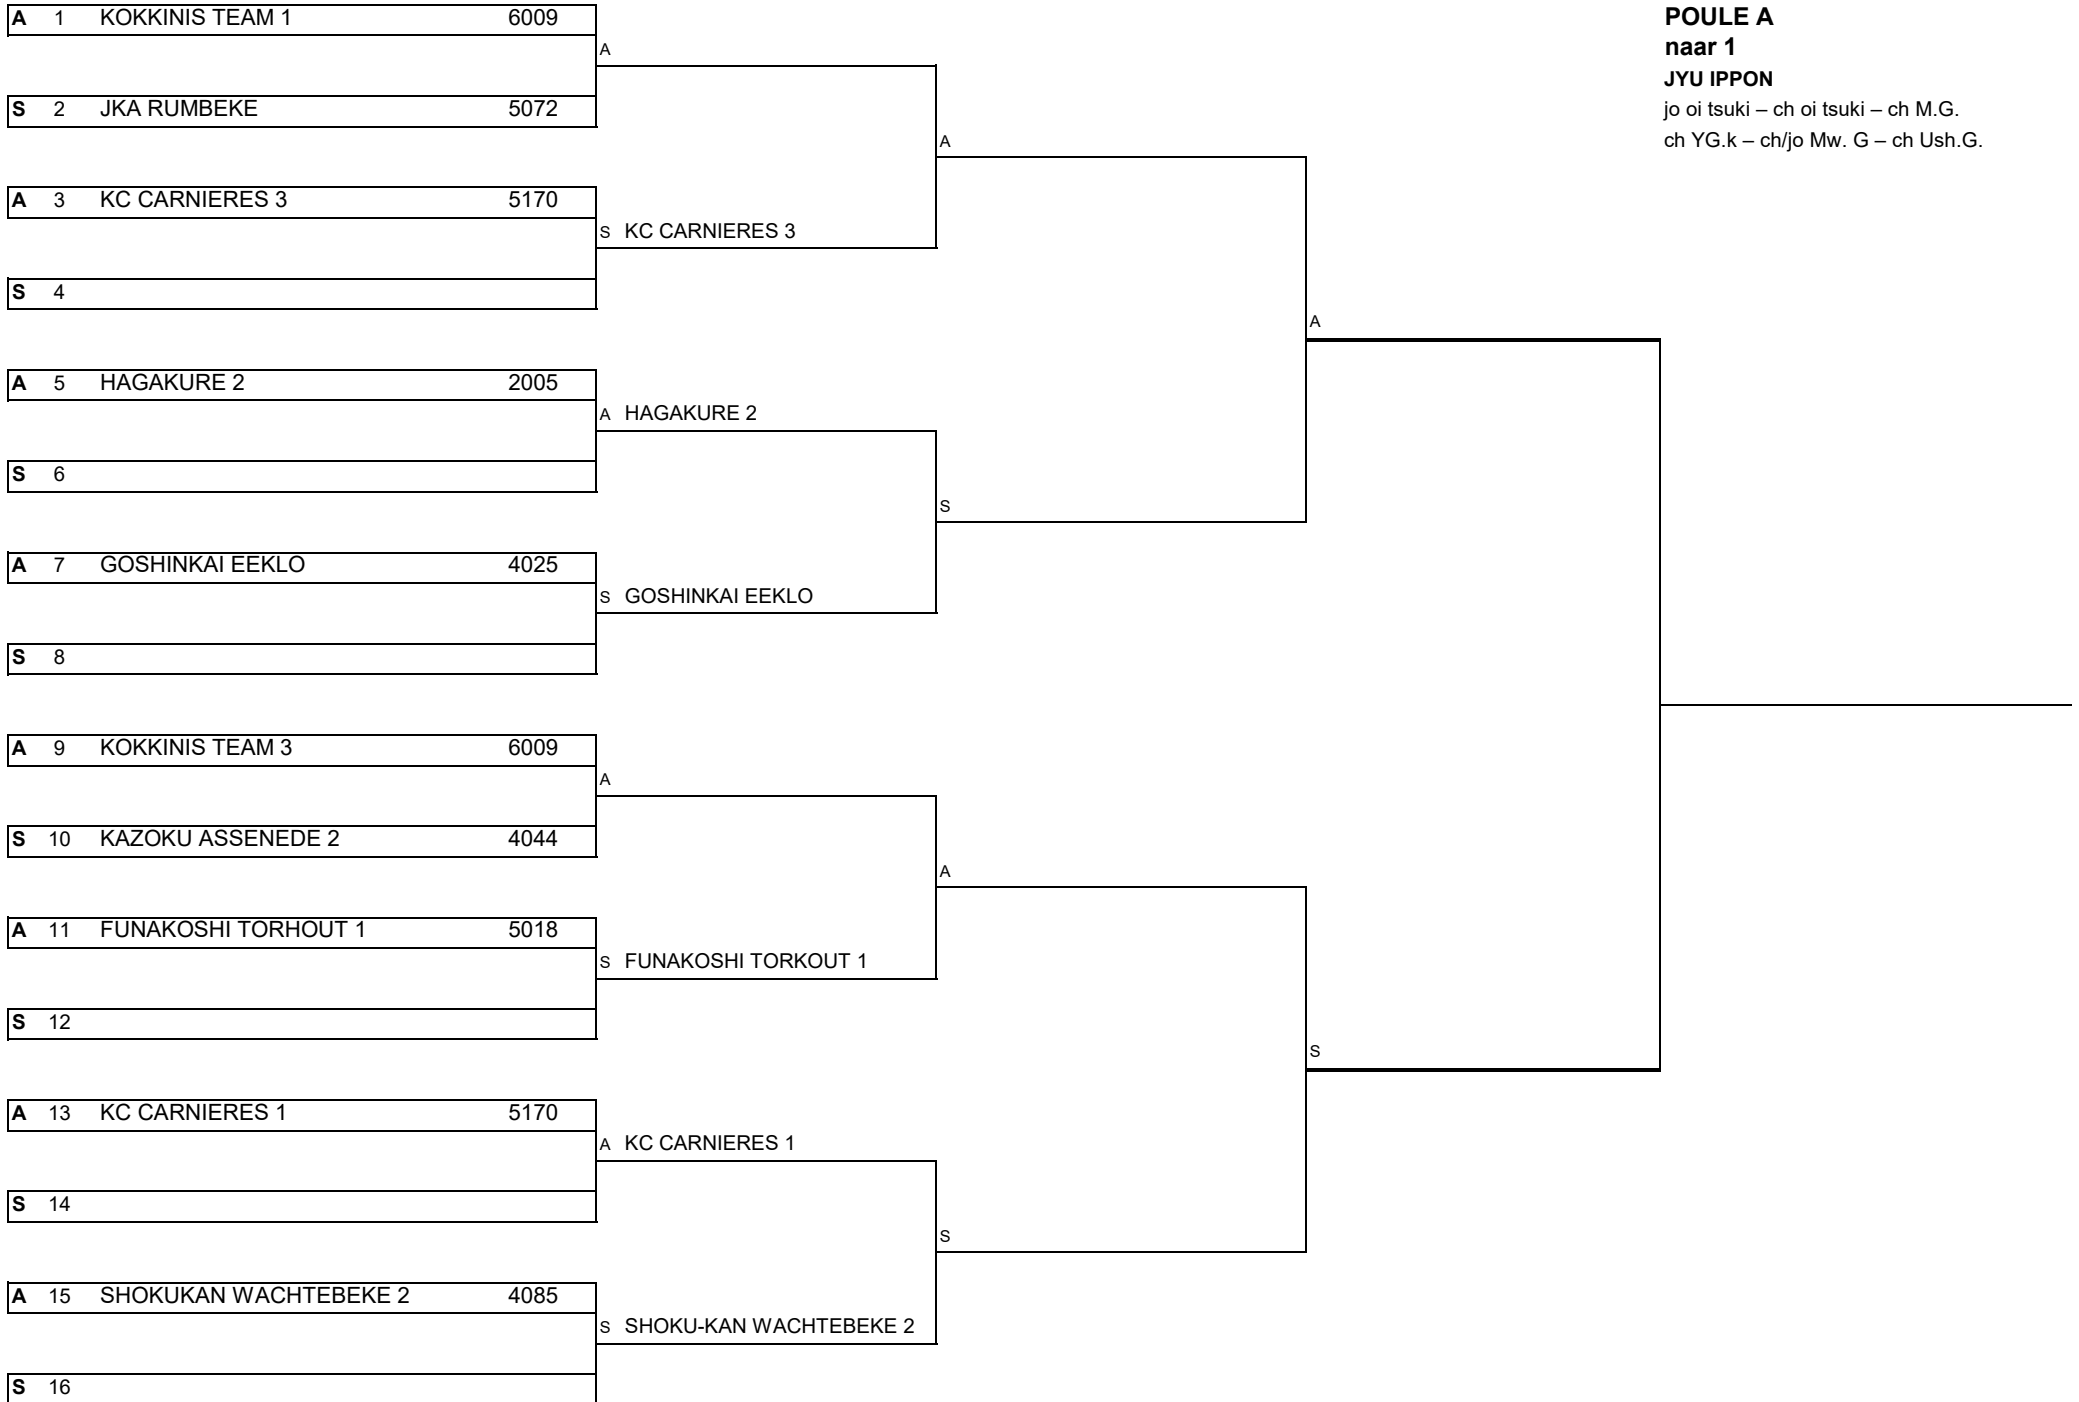 A 1 KOKKINIS TEAM 1 6009
POULE A
naar 1
A
JYU IPPON
S 2 JKA RUMBEKE 5072
jo oi tsuki – ch oi tsuki – ch M.G.
A
ch YG.k – ch/jo Mw. G – ch Ush.G.
A 3 KC CARNIERES 3 5170
S KC CARNIERES 3
S 4
A
A 5 HAGAKURE 2 2005
A HAGAKURE 2
S 6
S
A 7 GOSHINKAI EEKLO 4025
S GOSHINKAI EEKLO
S 8
A 9 KOKKINIS TEAM 3 6009
A
S 10 KAZOKU ASSENEDE 2 4044
A
A 11 FUNAKOSHI TORHOUT 1 5018
S FUNAKOSHI TORKOUT 1
S 12
S
A 13 KC CARNIERES 1 5170
A KC CARNIERES 1
S 14
S
A 15 SHOKUKAN WACHTEBEKE 2 4085
S SHOKU-KAN WACHTEBEKE 2
S 16